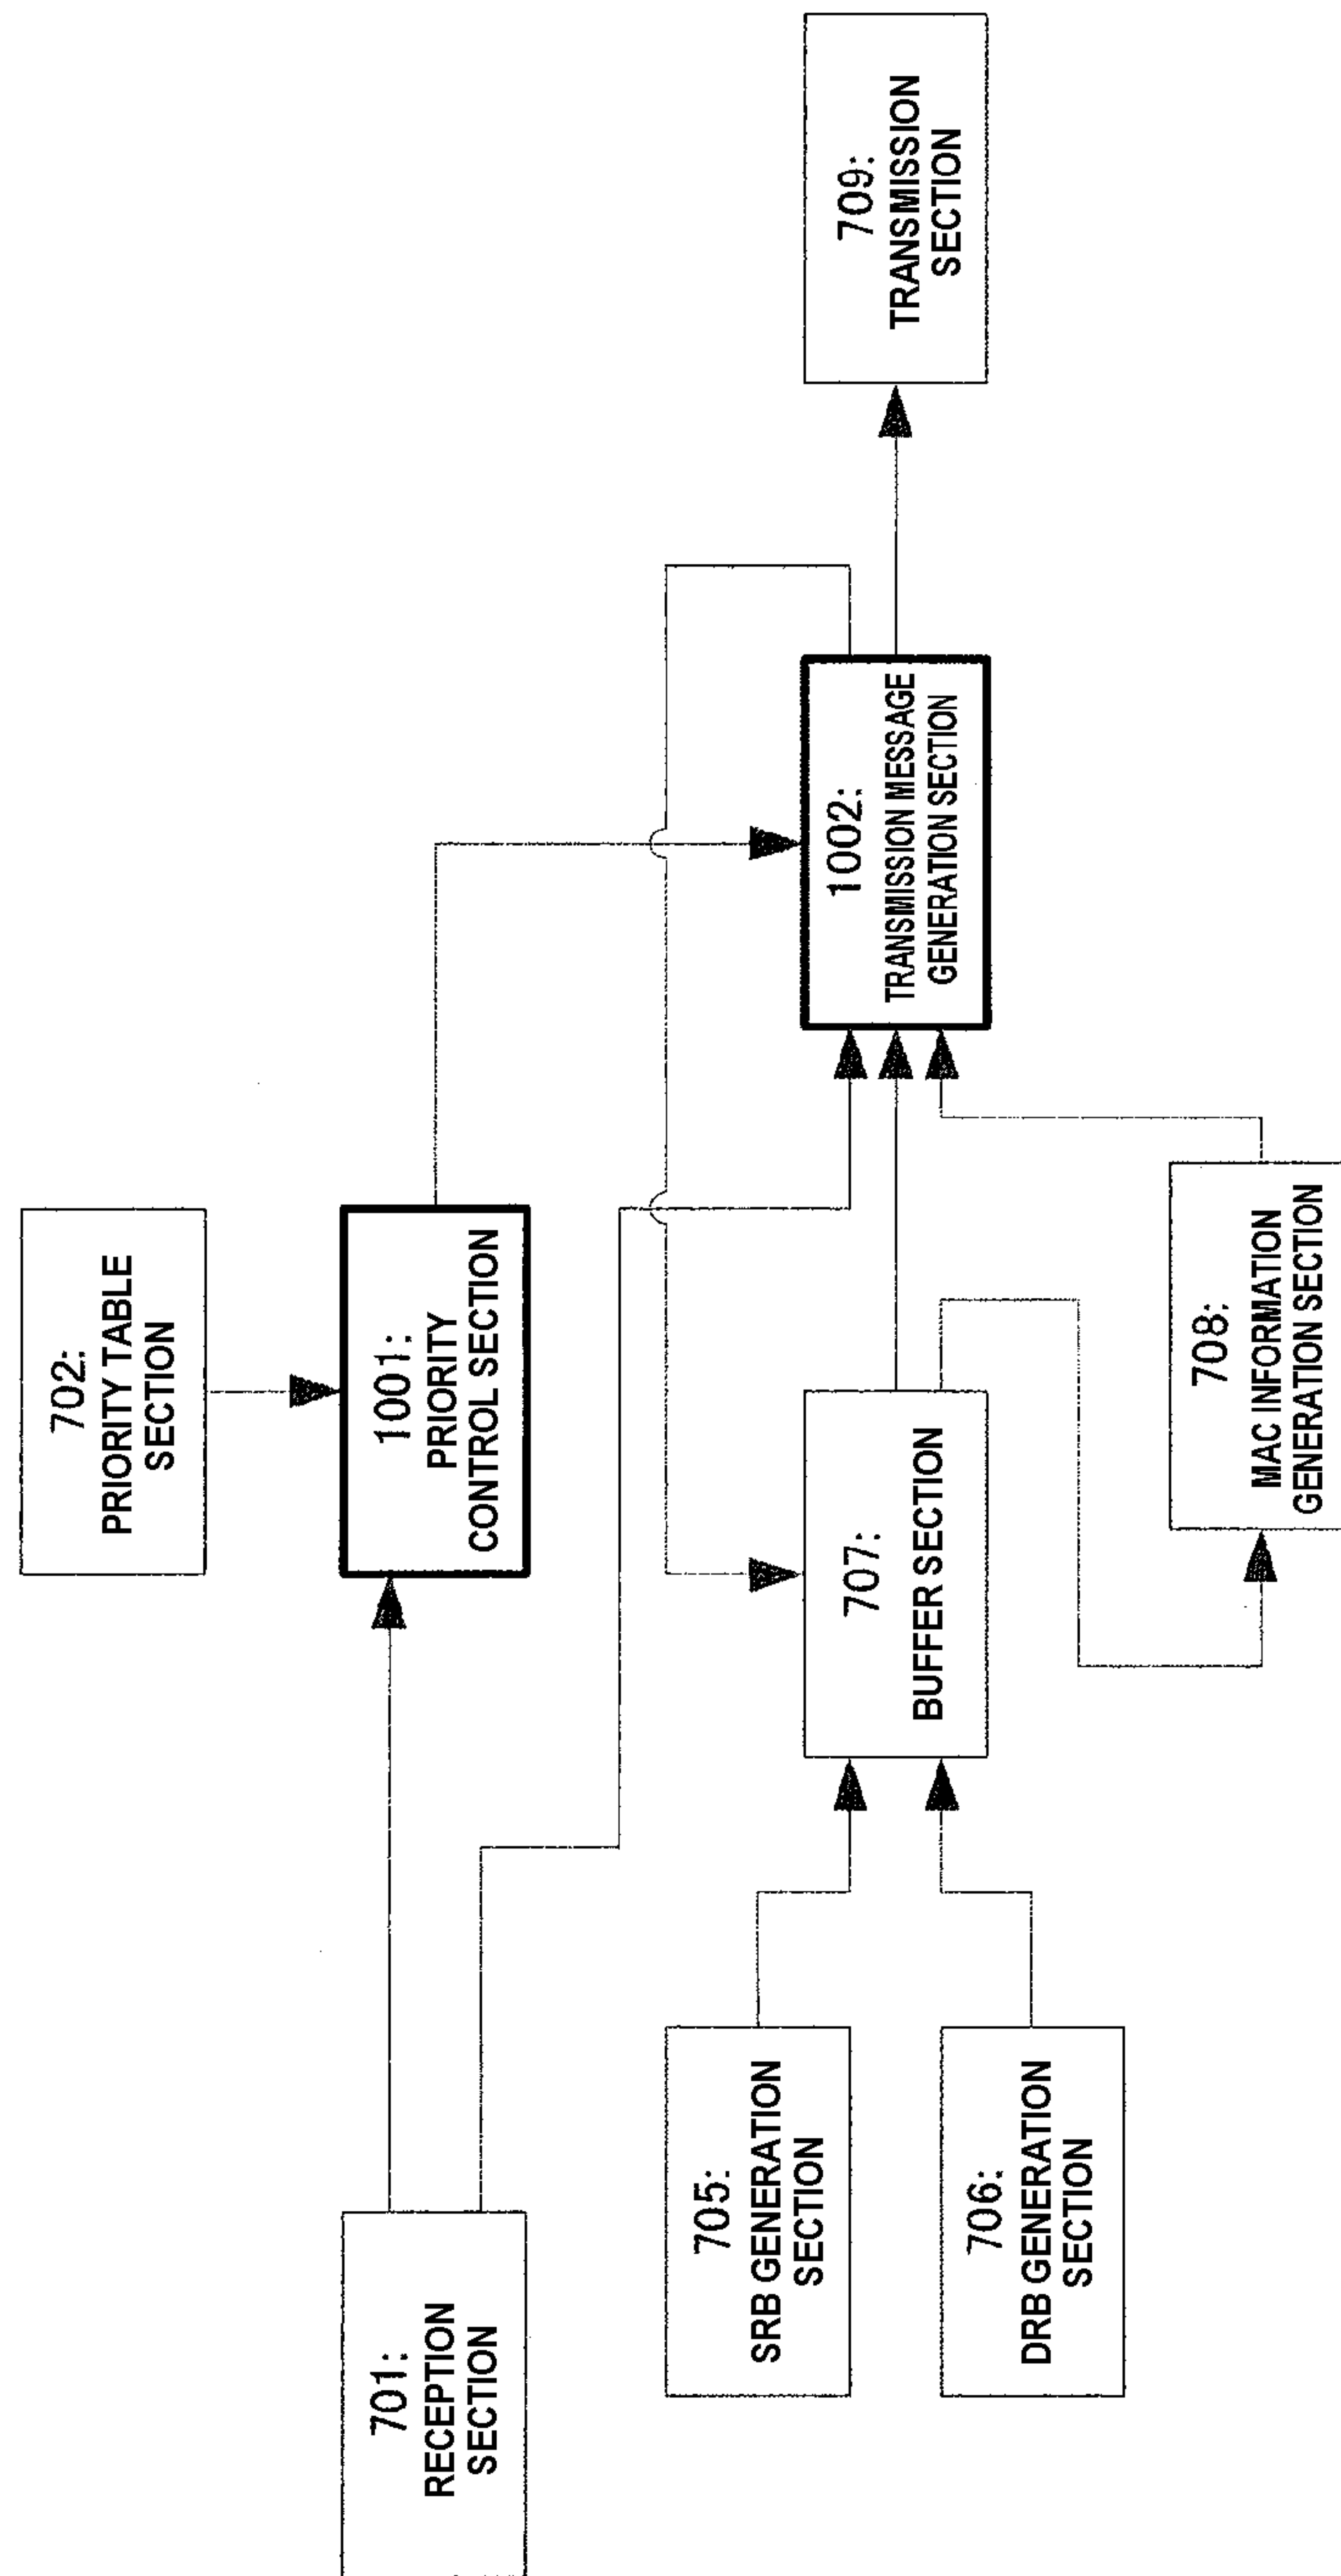 702:
PRIORITY TABLE
SECTION
701:
RECEPTION
SECTION
1001:
PRIORITY
CONTROL SECTION
705:
SRB GENERATION
SECTION
707:
BUFFER SECTION
1002:
TRANSMISSION MESSAGE
GENERATION SECTION
709:
TRANSMISSION
SECTION
706:
DRB GENERATION
SECTION
708:
MAC INFORMATION
GENERATION SECTION